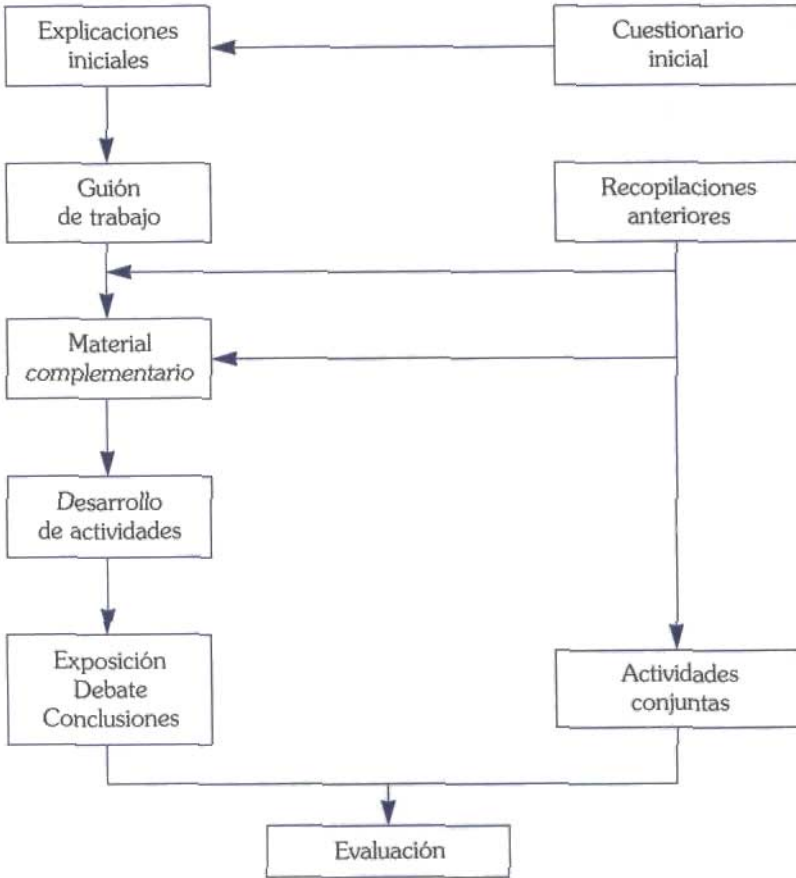 Explicaciones
iniciales
Cuestionario
inicial
Guión
de trabajo
Recopilaciones
anteriores
Material
complementario
Desarrollo
de actividades
Exposición
Debate
Conclusiones
Actividades
conjuntas
Evaluación